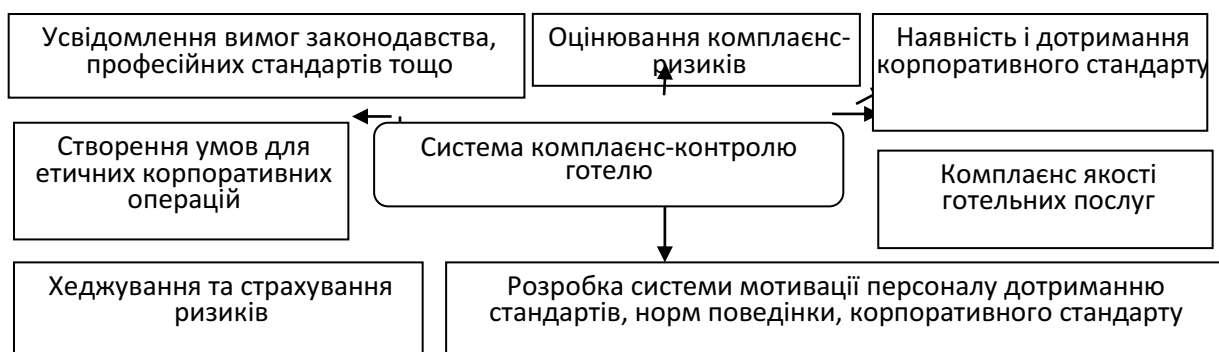 Усвідомлення вимог законодавства,
професійних стандартів тощо
Оцінювання комплаєнс-
ризиків
Наявність і дотримання
корпоративного стандарту
Створення умов для
етичних корпоративних
операцій
Система комплаєнс-контролю
готелю
Комплаєнс якості
готельних послуг
Хеджування та страхування
ризиків
Розробка системи мотивації персоналу дотриманню
стандартів, норм поведінки, корпоративного стандарту